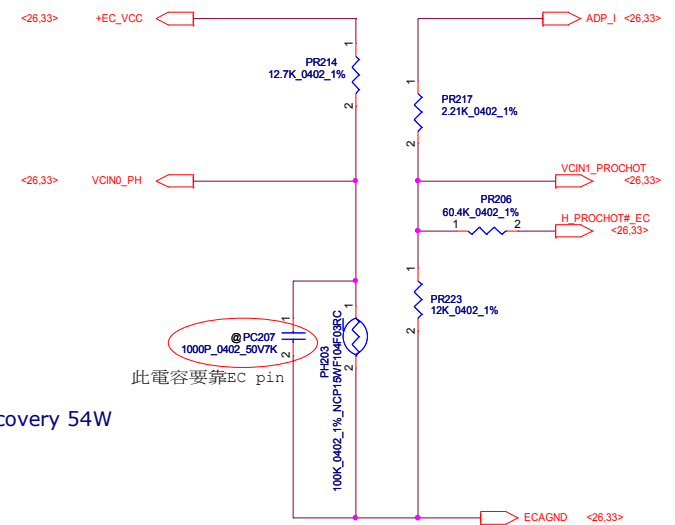 <26,33> +EC_VCC
ADP_I <26,33>
1
PR214
12.7K_0402_1%
2
1
PR217
2.21K_0402_1%
2
<26,33> VCIN0_PH
VCIN1_PROCHOT
<26,33>
PR206
60.4K_0402_1%
1 2
H_PROCHOT#_EC
<26,33>
1
PR223
12K_0402_1%
2
1
@PC207
1000P_0402_50V7K
2
此電容要靠EC pin
1
PH203
100K_0402_1%_NCP15WF104F03RC
2
covery 54W
ECAGND <26,33>